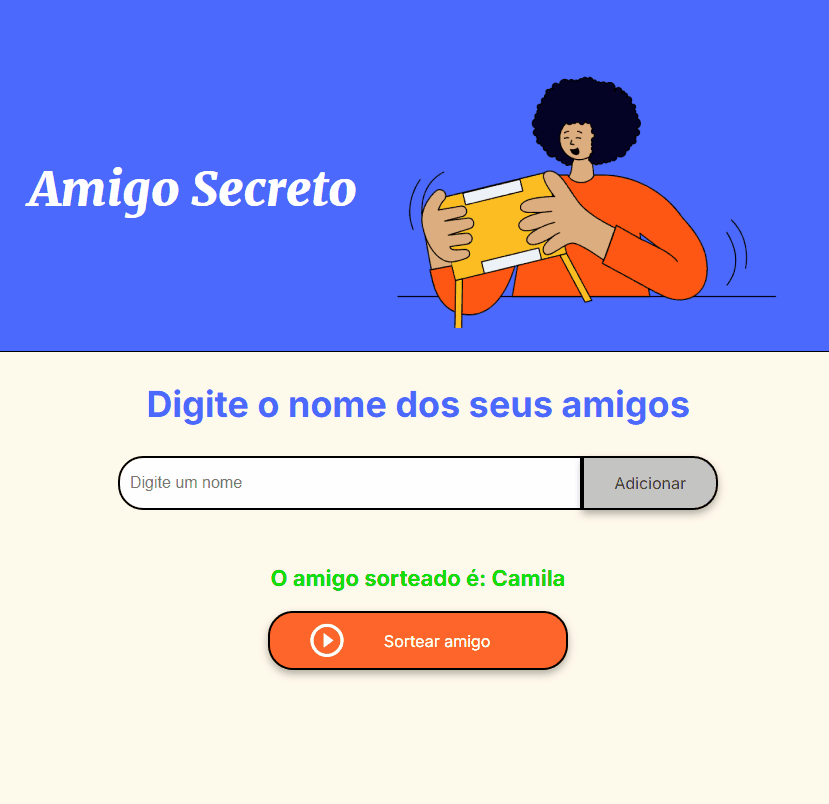 Amigo Secreto
Digite o nome dos seus amigos
Digite um nome
Adicionar
O amigo sorteado é: Camila
Sortear amigo